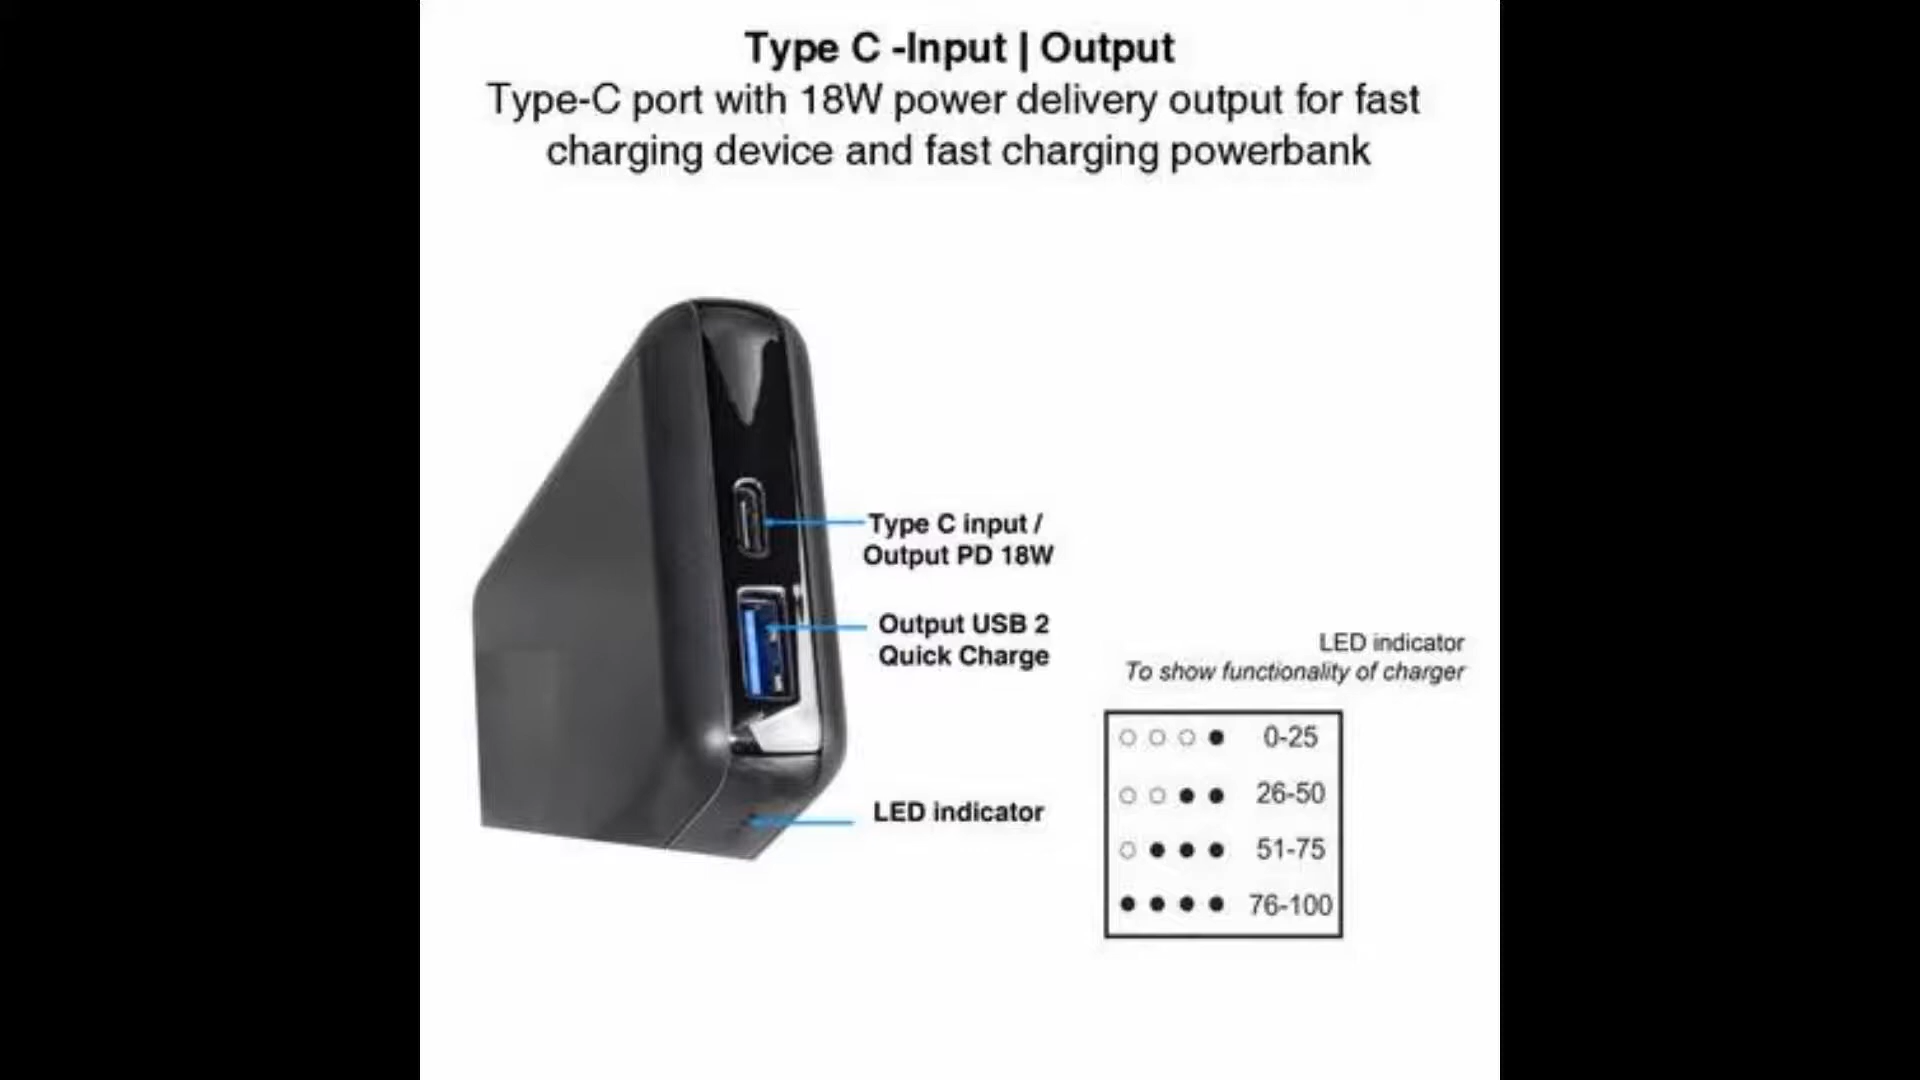 Type C -Input | Output
Type-C port with 18W power delivery output for fast
charging device and fast charging powerbank
Type C input /
Output PD 18W
Output USB 2
Quick Charge
LED indicator
LED indicator
To show functionality of charger
0-25
26-50
51-75
76-100